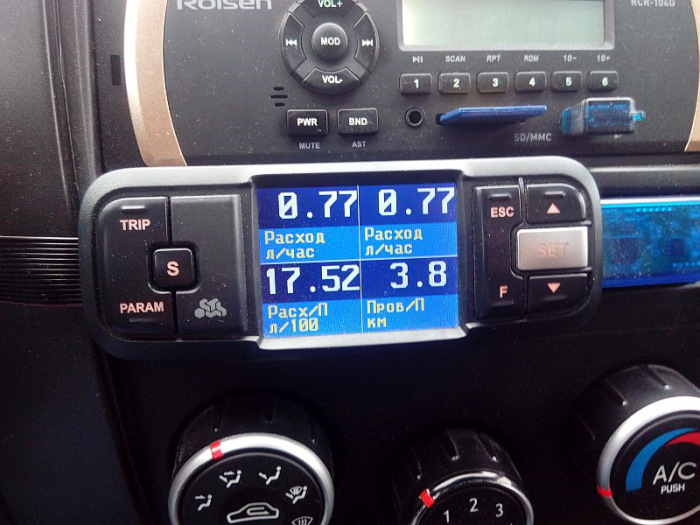 Rolsen
VOL+
RCR-104G
MOD
VOL-
SCAN RPT RDM 10- 10+
1 2 3 4 5 6
PWR BND
MUTE AST
SD/MMC
TRIP
S
PARAM
0.77 0.77
Расход Расход
л/час л/час
17.52 3.8
Расх/П Проб/П
л/100 км
ESC
SET
F
1 2 3
A/C
PUSH